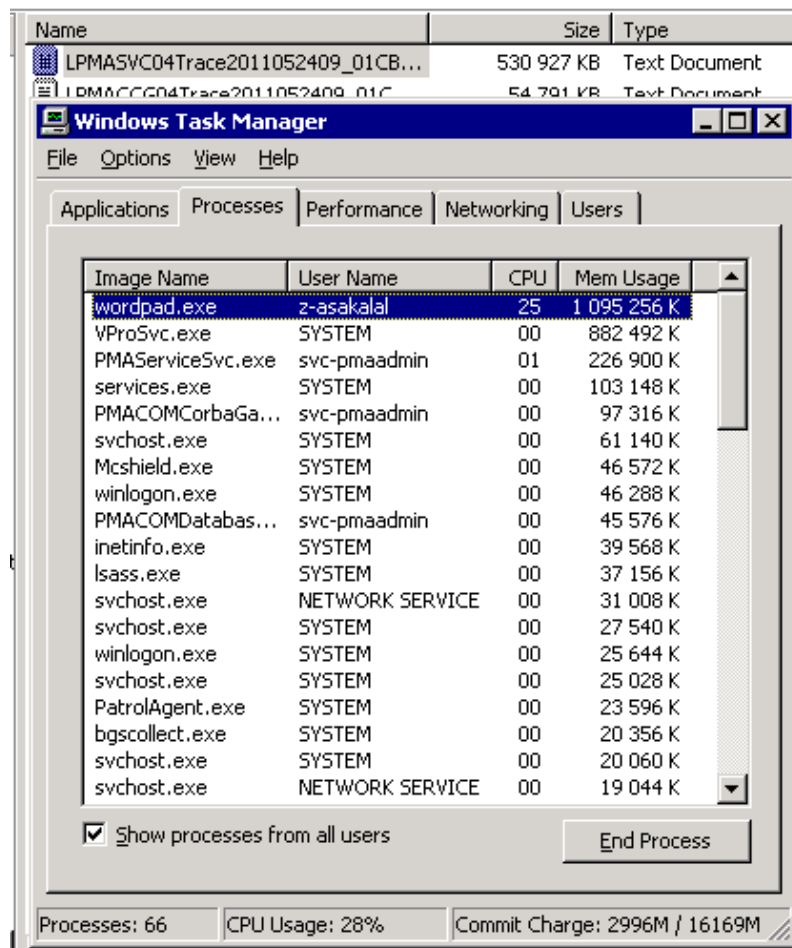 Name Size Type
LPMASVC04Trace2011052409_01CB... 530 927 KB Text Document
LPMACCG04Trace2011052409_01C 54 791 KB Text Document
Windows Task Manager
File Options View Help
Applications Processes Performance Networking Users
Image Name User Name CPU Mem Usage
wordpad.exe z-asakalal 25 1 095 256 K
VProSvc.exe SYSTEM 00 882 492 K
PMAServiceSvc.exe svc-pmaadmin 01 226 900 K
services.exe SYSTEM 00 103 148 K
PMACOMCorbaGa... svc-pmaadmin 00 97 316 K
svchost.exe SYSTEM 00 61 140 K
Mcshield.exe SYSTEM 00 46 572 K
winlogon.exe SYSTEM 00 46 288 K
PMACOMDatabas... svc-pmaadmin 00 45 576 K
inetinfo.exe SYSTEM 00 39 568 K
lsass.exe SYSTEM 00 37 156 K
svchost.exe NETWORK SERVICE 00 31 008 K
svchost.exe SYSTEM 00 27 540 K
winlogon.exe SYSTEM 00 25 644 K
svchost.exe SYSTEM 00 25 028 K
PatrolAgent.exe SYSTEM 00 23 596 K
bgscollect.exe SYSTEM 00 20 356 K
svchost.exe SYSTEM 00 20 060 K
svchost.exe NETWORK SERVICE 00 19 044 K
Show processes from all users
End Process
Processes: 66 CPU Usage: 28% Commit Charge: 2996M / 16169M